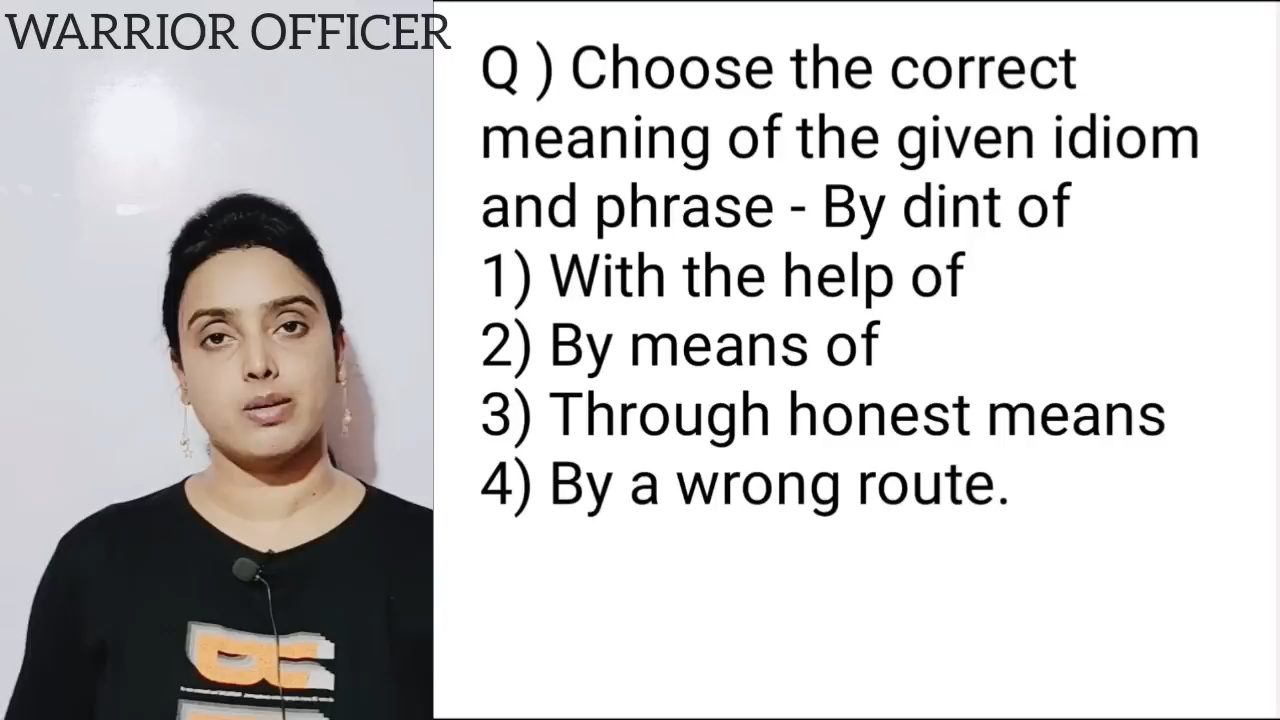 WARRIOR OFFICER
Q ) Choose the correct
meaning of the given idiom
and phrase - By dint of
1) With the help of
2) By means of
3) Through honest means
4) By a wrong route.